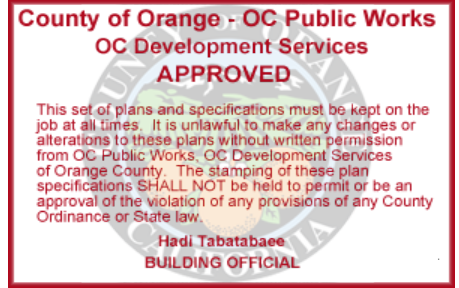 County of Orange - OC Public Works
OC Development Services
APPROVED
This set of plans and specifications must be kept on the
job at all times. It is unlawful to make any changes or
alterations to these plans without written permission
from OC Public Works, OC Development Services
of Orange County. The stamping of these plan
specifications SHALL NOT be held to permit or be an
approval of the violation of any provisions of any County
Ordinance or State law.
Hadi Tabatabaee
BUILDING OFFICIAL
COUNTY OF ORANGE
CALIFORNIA